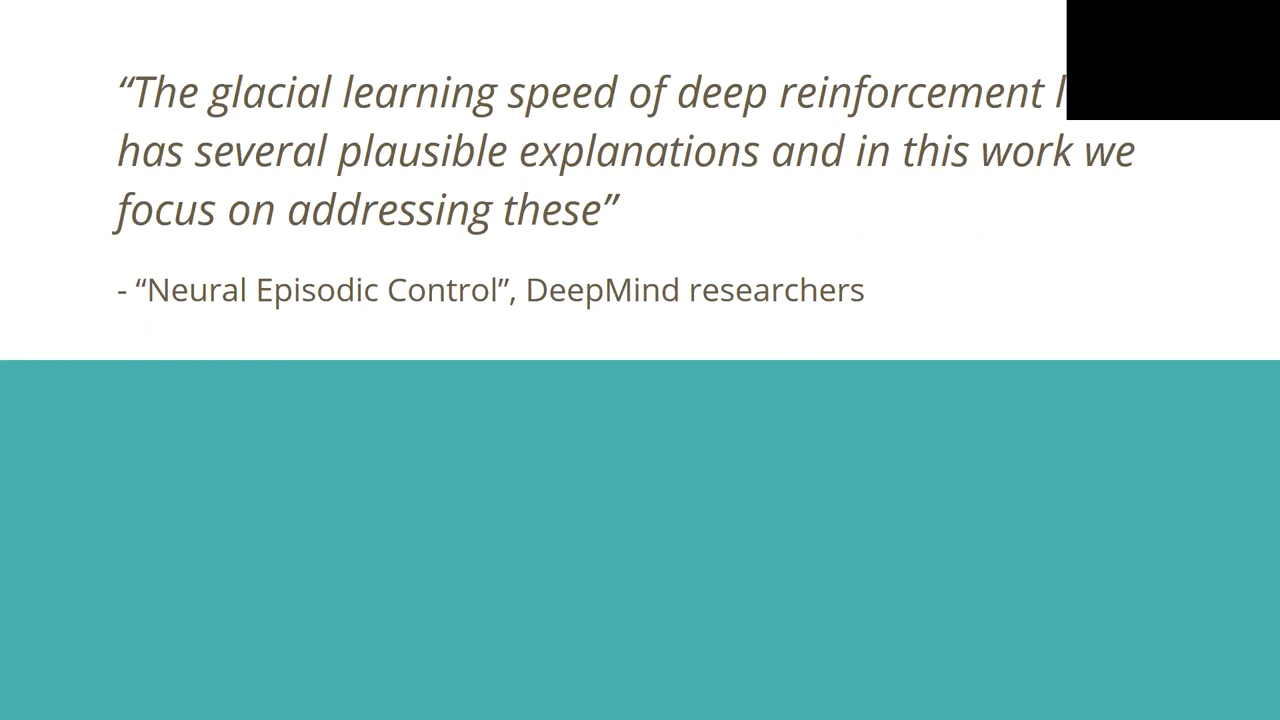 “The glacial learning speed of deep reinforcement
has several plausible explanations and in this work we
focus on addressing these”
- “Neural Episodic Control”, DeepMind researchers